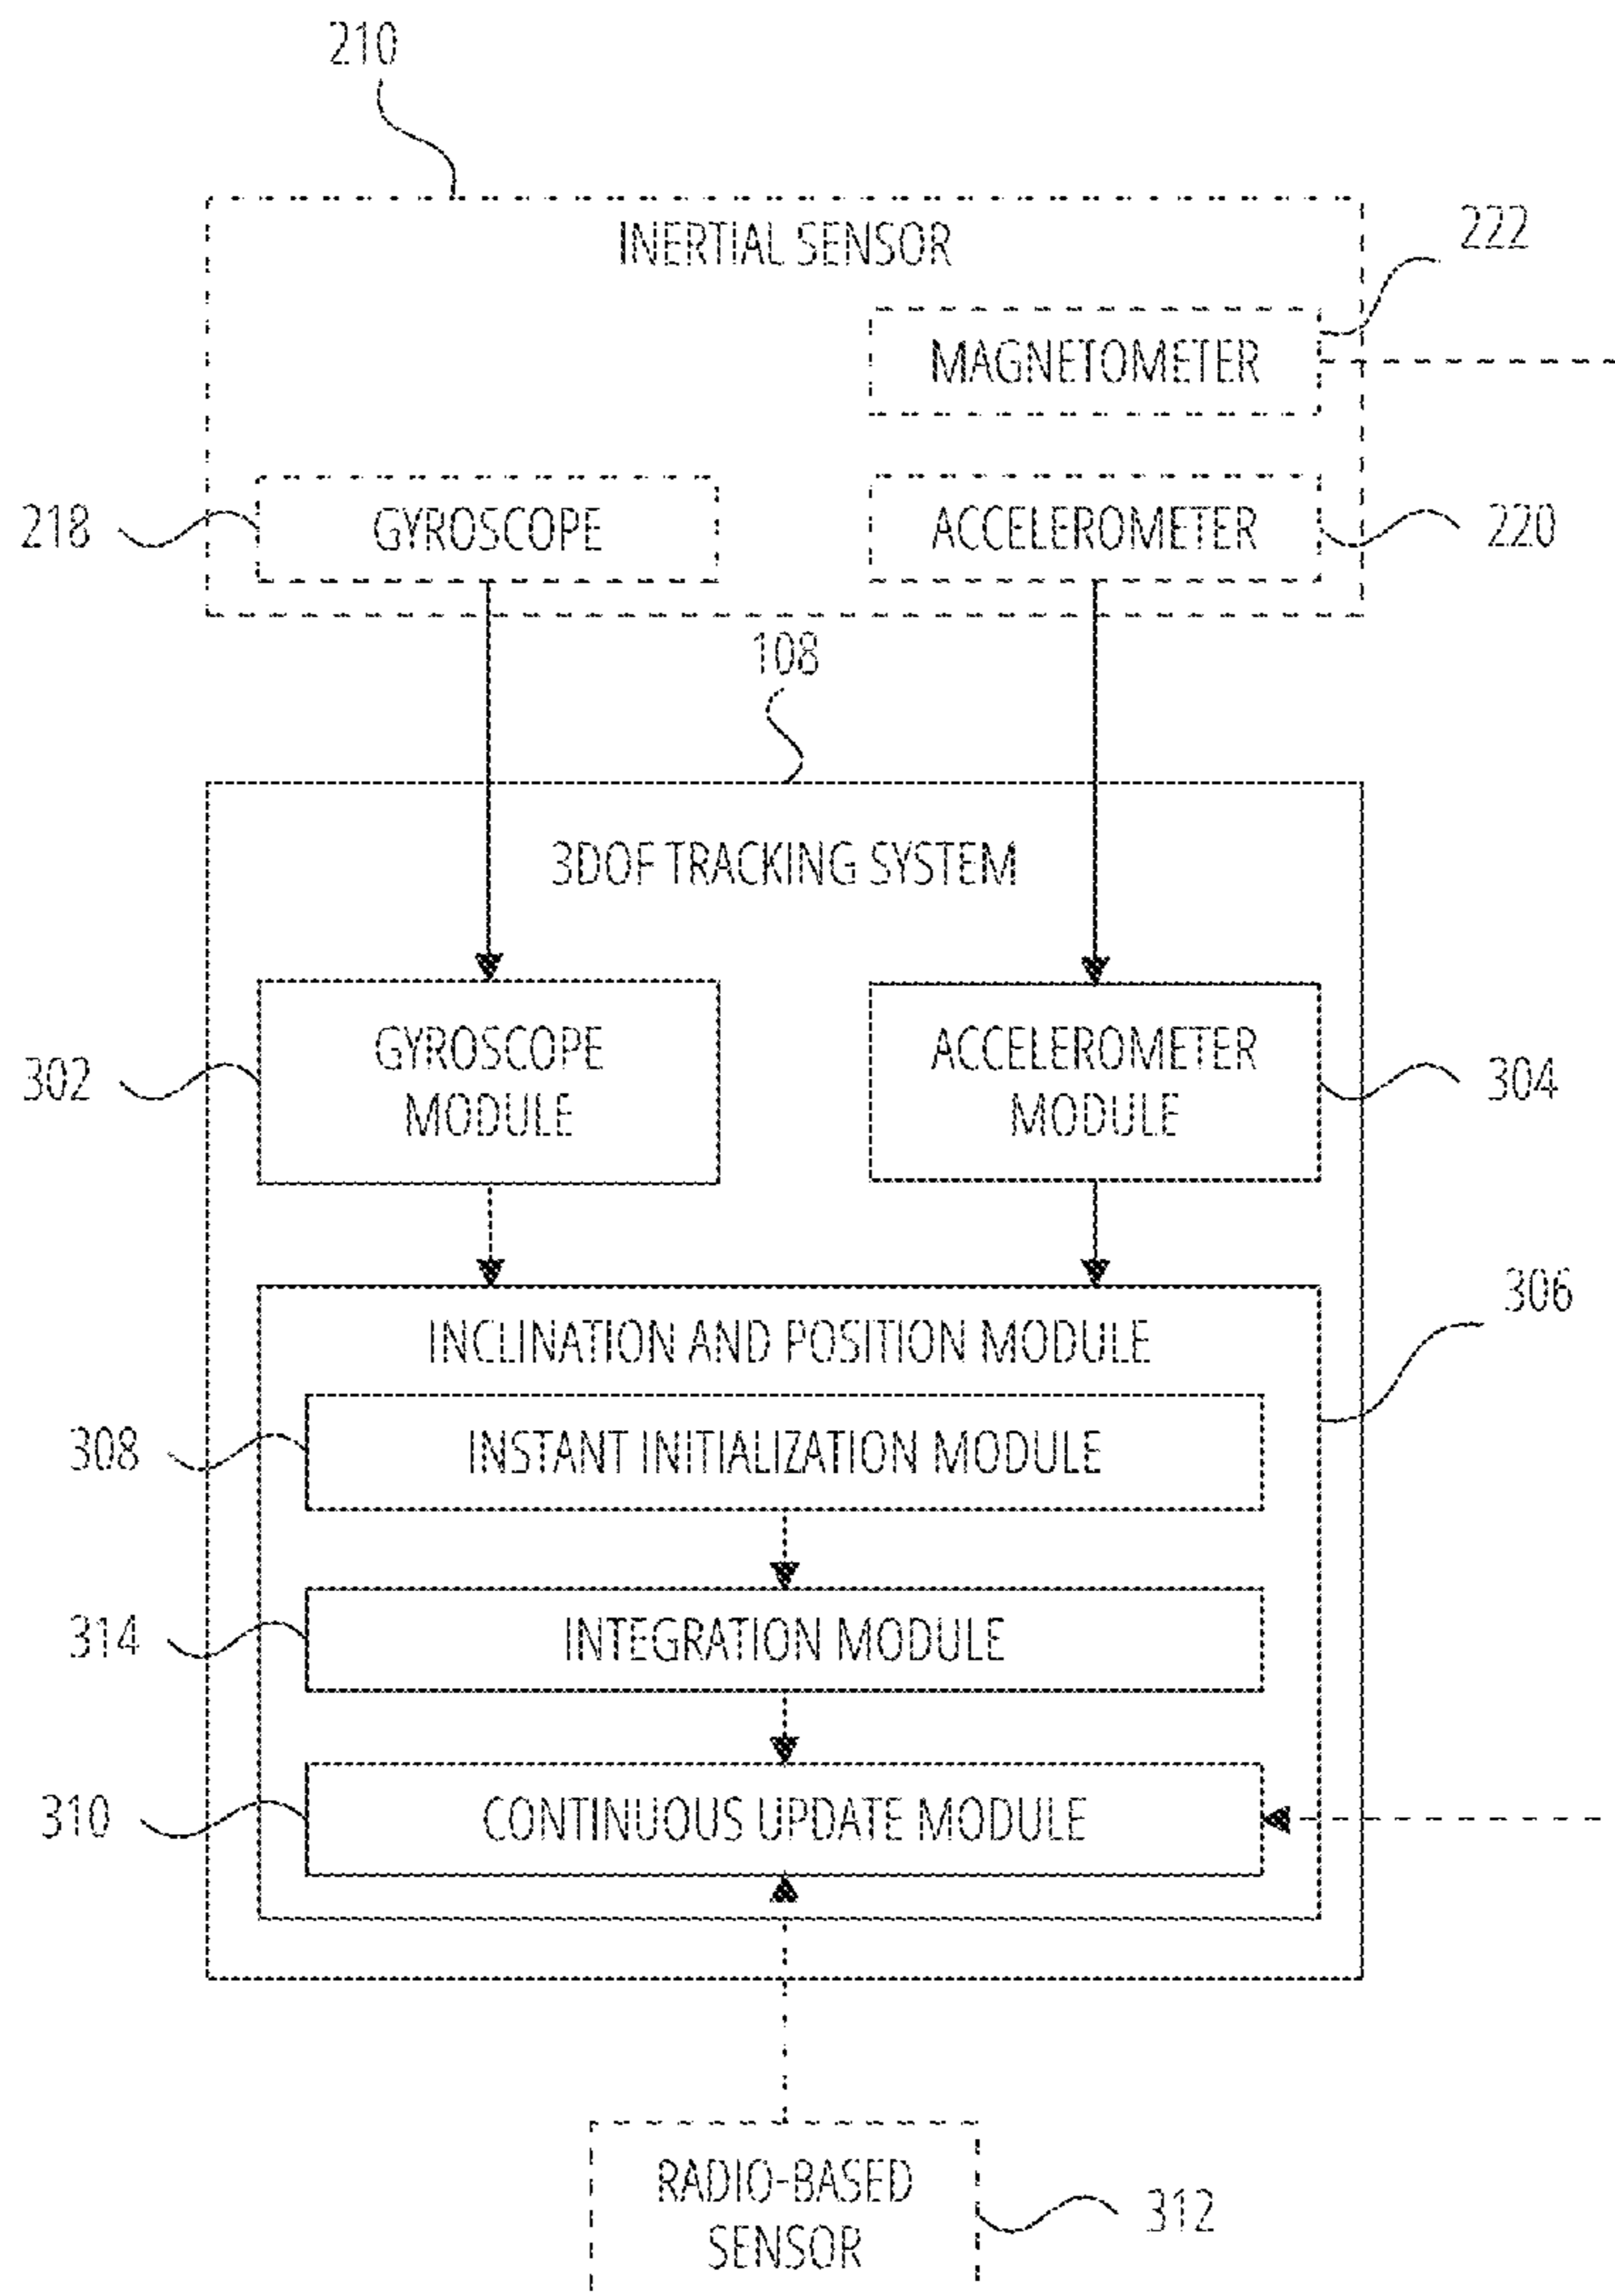 210
INERTIAL SENSOR
222
MAGNETOMETER
218
GYROSCOPE
ACCELEROMETER
220
108
3DOF TRACKING SYSTEM
302
GYROSCOPE
MODULE
ACCELEROMETER
MODULE
304
306
INCLINATION AND POSITION MODULE
308
INSTANT INITIALIZATION MODULE
314
INTEGRATION MODULE
310
CONTINUOUS UPDATE MODULE
RADIO-BASED
SENSOR
312